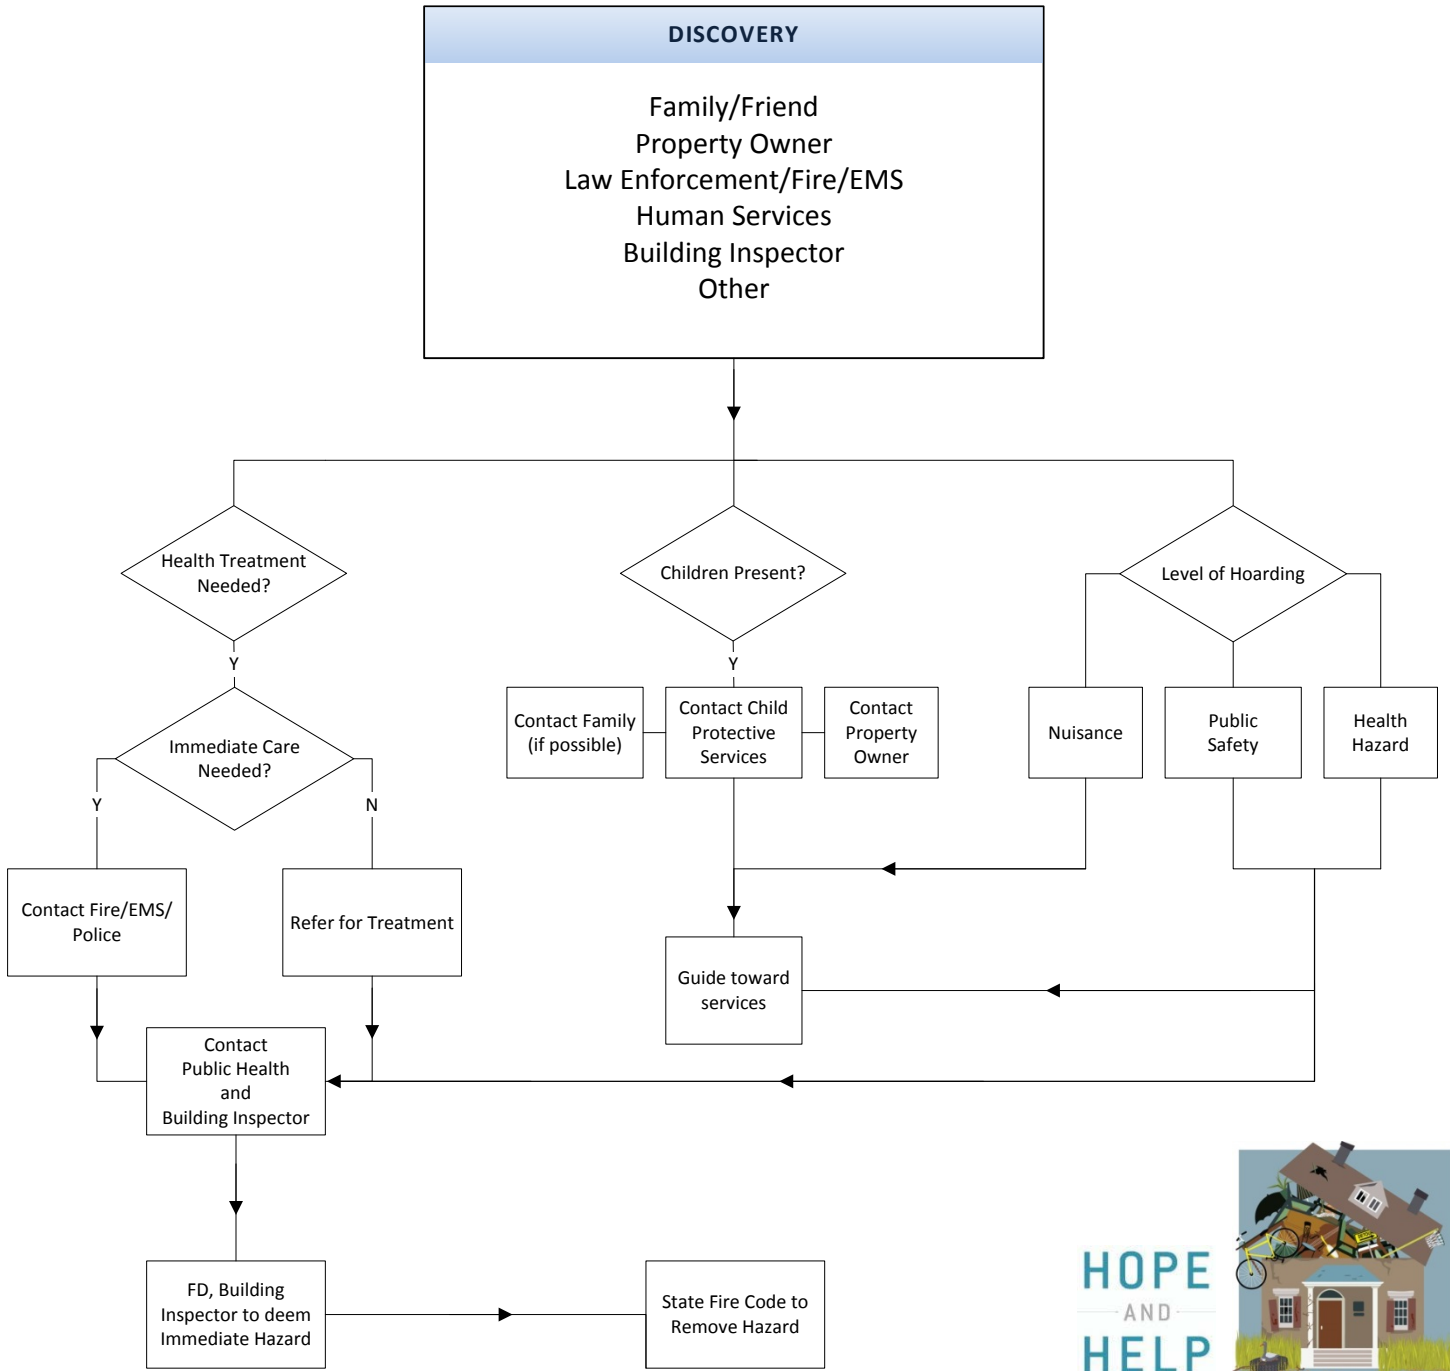 DISCOVERY
Family/Friend
Property Owner
Law Enforcement/Fire/EMS
Human Services
Building Inspector
Other
Health Treatment
Needed?
Children Present?
Level of Hoarding
Y
Y
Immediate Care
Needed?
Contact Family
(if possible)
Contact Child
Protective
Services
Contact
Property
Owner
Nuisance
Public
Safety
Health
Hazard
Y
N
Contact Fire/EMS/
Police
Refer for Treatment
Guide toward
services
Contact
Public Health
and
Building Inspector
FD, Building
Inspector to deem
Immediate Hazard
State Fire Code to
Remove Hazard
HOPE
AND
HELP